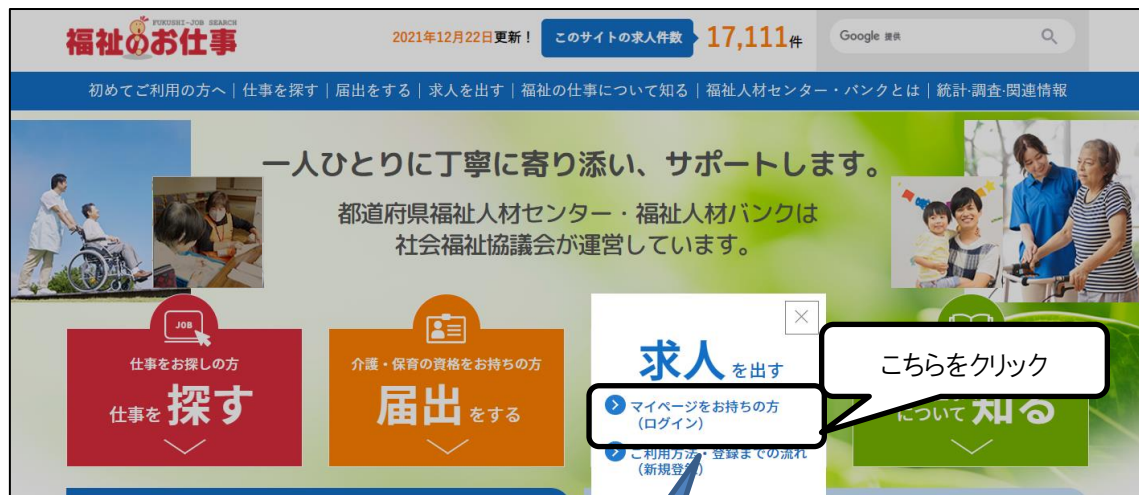 FUKUSHI-JOB SEARCH
福祉のお仕事
2021年12月22日更新！
このサイトの求人件数
17,111件
Google 提供
初めてご利用の方へ｜仕事を探す｜届出をする｜求人を出す｜福祉の仕事について知る｜福祉人材センター・バンクとは｜統計・調査・関連情報
一人ひとりに丁寧に寄り添い、サポートします。
都道府県福祉人材センター・福祉人材バンクは
社会福祉協議会が運営しています。
JOB
仕事をお探しの方
仕事を 探す
介護・保育の資格をお持ちの方
届出をする
求人を出す
マイページをお持ちの方
（ログイン）
ご利用方法・登録までの流れ
（新規登）
こちらをクリック
について 知る